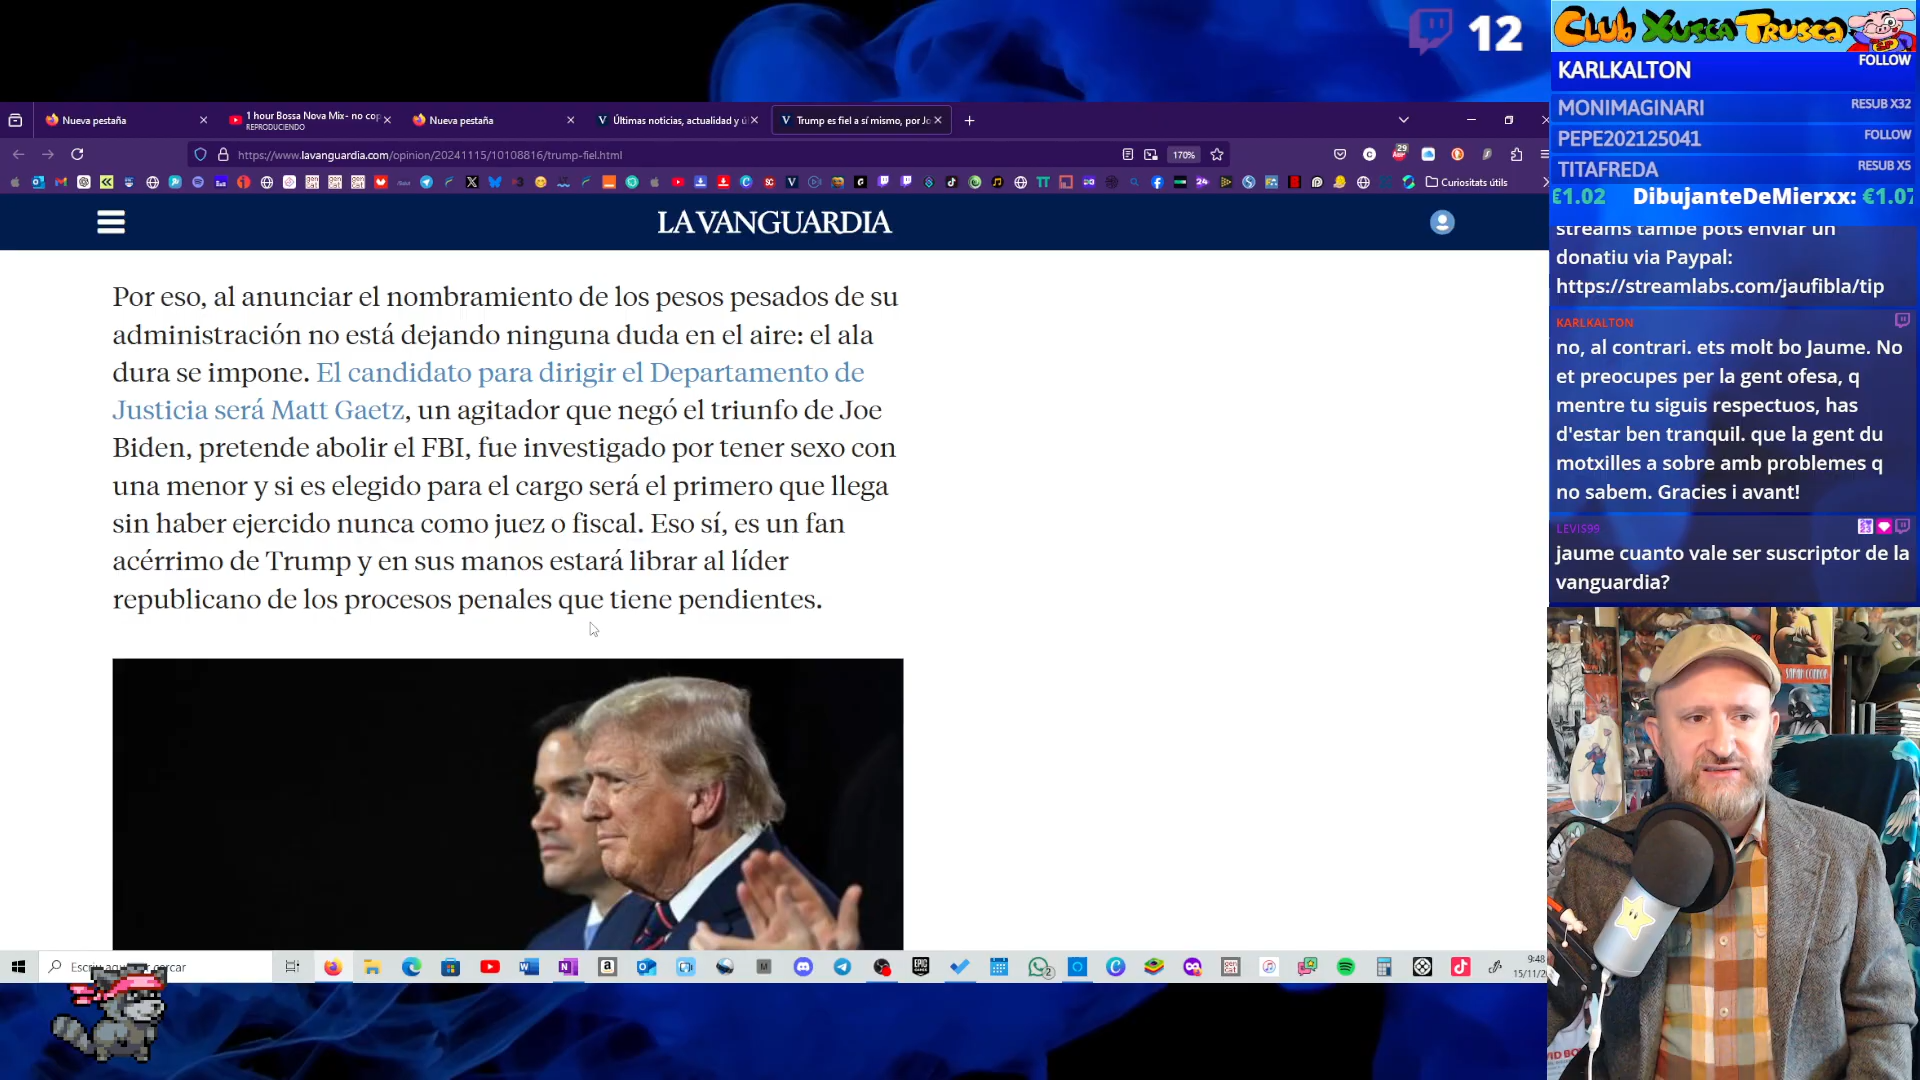 12
Club Xusca Trusca
KARLKALTON
FOLLOW
MONIMAGINARI
RESUB X32
PEPE202125041
FOLLOW
TITAFREDA
RESUB X5
€1.02 DibujanteDeMierxx: €1.07
streams també pots enviar un
donatiu via Paypal:
https://streamlabs.com/jaufibla/tip
KARLKALTON
no, al contrari. ets molt bo Jaume. No
et preocupes per la gent ofesa, q
mentre tu siguis respectuos, has
d'estar ben tranquil. que la gent du
motxilles a sobre amb problemes q
no sabem. Gracies i avant!
LEVIS99
jaume cuanto vale ser suscriptor de la
vanguardia?
Nueva pestaña
1 hour Bossa Nova Mix- no cop
REPRODUCIENDO
Nueva pestaña
Últimas noticias, actualidad y ú
Trump es fiel a sí mismo, por Jo
https://www.lavanguardia.com/opinion/20241115/10108816/trump-fiel.html
170%
29
Curiositats útils
LA VANGUARDIA
Por eso, al anunciar el nombramiento de los pesos pesados de su
administración no está dejando ninguna duda en el aire: el ala
dura se impone. El candidato para dirigir el Departamento de
Justicia será Matt Gaetz, un agitador que negó el triunfo de Joe
Biden, pretende abolir el FBI, fue investigado por tener sexo con
una menor y si es elegido para el cargo será el primero que llega
sin haber ejercido nunca como juez o fiscal. Eso sí, es un fan
acérrimo de Trump y en sus manos estará librar al líder
republicano de los procesos penales que tiene pendientes.
SARAH CONNOR
9:48
15/11/2